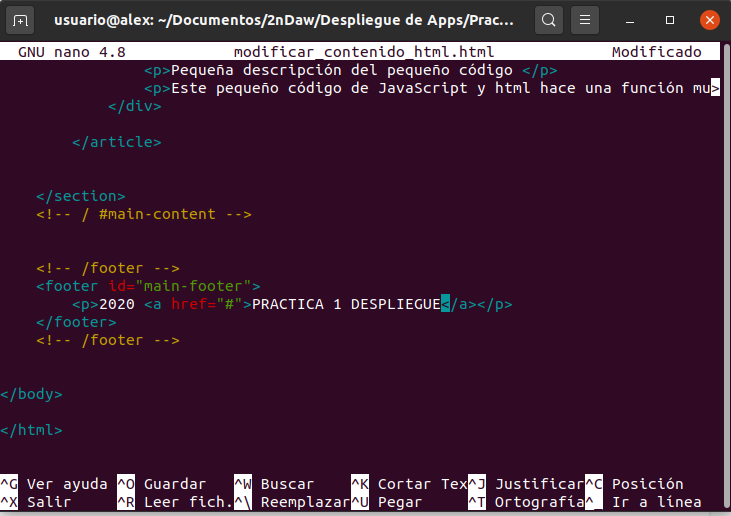 usuario@alex: ~/Documentos/2nDaw/Despliegue de Apps/Prac...
GNU nano 4.8 modificar_contenido_html.html Modificado
<p>Pequeña descripción del pequeño código </p>
<p>Este pequeño código de JavaScript y html hace una función mu>
</div>
</article>
</section>
<!-- / #main-content -->
<!-- /footer -->
<footer id="main-footer">
<p>2020 <a href="#">PRACTICA 1 DESPLIEGUE</a></p>
</footer>
<!-- /footer -->
</body>
</html>
^G Ver ayuda ^O Guardar ^W Buscar ^K Cortar Tex^J Justificar^C Posición
^X Salir ^R Leer fich.^\ Reemplazar^U Pegar ^T Ortografía^_ Ir a línea